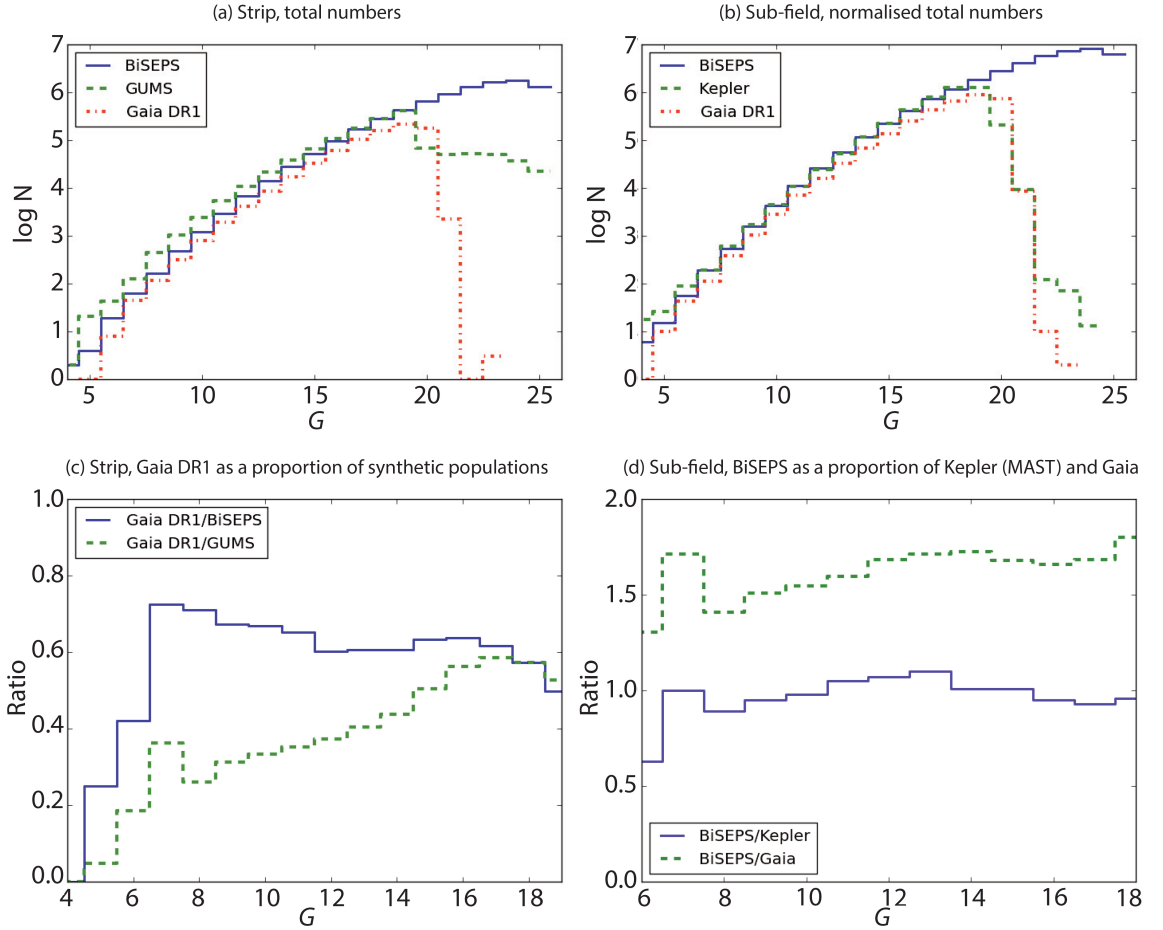 (a) Strip, total numbers
7
6
5
4
3
2
1
0
log N
BiSEPS
GUMS
Gaia DR1
5
10
15
20
25
G
(b) Sub-field, normalised total numbers
7
6
5
4
3
2
1
0
log N
BiSEPS
Kepler
Gaia DR1
5
10
15
20
25
G
(c) Strip, Gaia DR1 as a proportion of synthetic populations
1.0
0.8
0.6
0.4
0.2
0.0
Ratio
Gaia DR1/BiSEPS
Gaia DR1/GUMS
4
6
8
10
12
14
16
18
G
(d) Sub-field, BiSEPS as a proportion of Kepler (MAST) and Gaia
2.0
1.5
1.0
0.5
0.0
Ratio
BiSEPS/Kepler
BiSEPS/Gaia
6
8
10
12
14
16
18
G